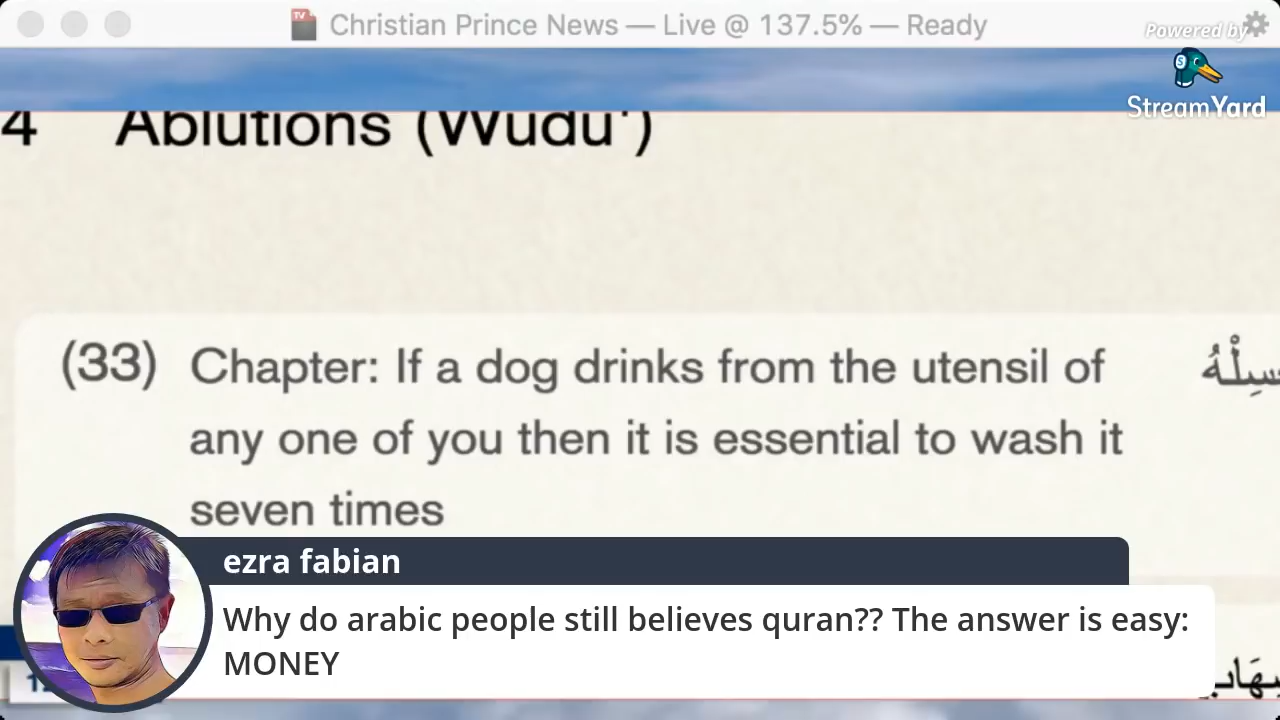 Christian Prince News — Live @ 137.5% — Ready
Powered by
StreamYard
4 Ablutions (Wudu')
(33) Chapter: If a dog drinks from the utensil of
any one of you then it is essential to wash it
seven times
ezra fabian
Why do arabic people still believes quran?? The answer is easy:
MONEY